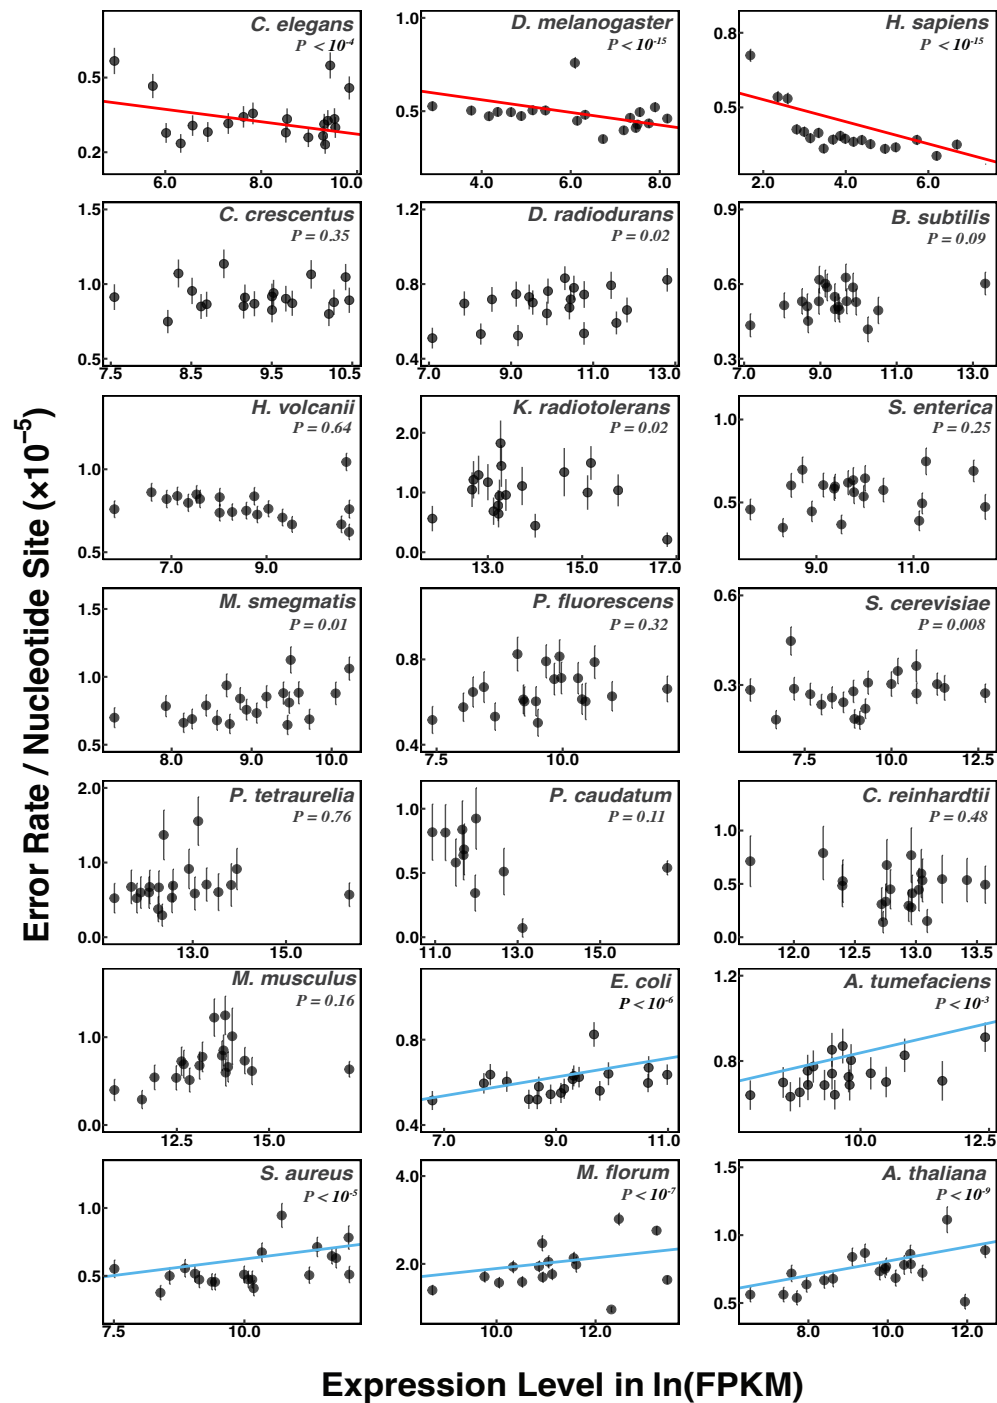 C. elegans
P < 10-4
0.5
0.2
6.0 8.0 10.0
D. melanogaster
P < 10-15
1.0
0.5
4.0 6.0 8.0
H. sapiens
P < 10-15
0.8
0.5
2.0 4.0 6.0
C. crescentus
P = 0.35
1.5
1.0
0.5
7.5 8.5 9.5 10.5
D. radiodurans
P = 0.02
1.2
0.8
0.4
7.0 9.0 11.0 13.0
B. subtilis
P = 0.09
0.9
0.6
0.3
7.0 9.0 11.0 13.0
H. volcanii
P = 0.64
1.0
0.5
7.0 9.0
K. radiotolerans
P = 0.02
2.0
1.0
0.0
13.0 15.0 17.0
S. enterica
P = 0.25
1.0
0.5
0.0
9.0 11.0
M. smegmatis
P = 0.01
1.5
1.0
0.5
8.0 9.0 10.0
P. fluorescens
P = 0.32
0.8
0.4
7.5 10.0
S. cerevisiae
P = 0.008
0.6
0.3
7.5 10.0 12.5
P. tetraurelia
P = 0.76
2.0
1.0
0.0
13.0 15.0
P. caudatum
P = 0.11
1.0
0.5
0.0
11.0 13.0 15.0
C. reinhardtii
P = 0.48
1.0
0.5
0.0
12.0 12.5 13.0 13.5
M. musculus
P = 0.16
1.0
0.0
12.5 15.0
E. coli
P < 10-6
0.8
0.4
7.0 9.0 11.0
A. tumefaciens
P < 10-3
1.2
0.8
10.0 12.5
S. aureus
P < 10-5
1.0
0.5
7.5 10.0
M. florum
P < 10-7
4.0
2.0
10.0 12.0
A. thaliana
P < 10-9
1.5
1.0
0.5
8.0 10.0 12.0
Error Rate / Nucleotide Site (×10−5)
Expression Level in ln(FPKM)